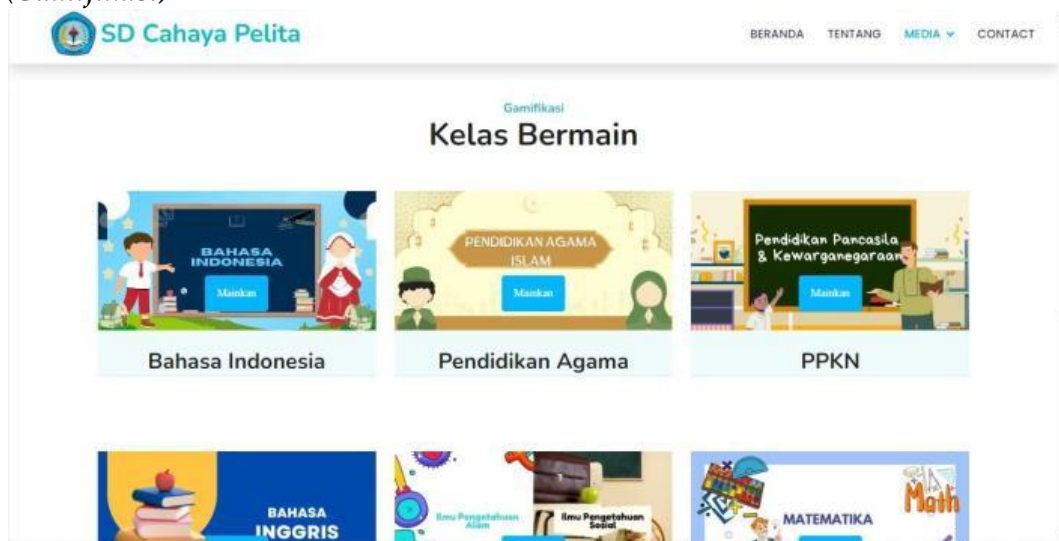 (Gamifikasi)
SD Cahaya Pelita
BERANDA TENTANG MEDIA CONTACT
Gamifikasi
Kelas Bermain
BAHASA
INDONESIA
Mainkan
Bahasa Indonesia
PENDIDIKAN AGAMA
ISLAM
Mainkan
Pendidikan Agama
Pendidikan Pancasila
& Kewarganegaraan
Mainkan
PPKN
BAHASA
INGGRIS
Ilmu Pengetahuan
Alam
Ilmu Pengetahuan
Sosial
Math
MATEMATIKA